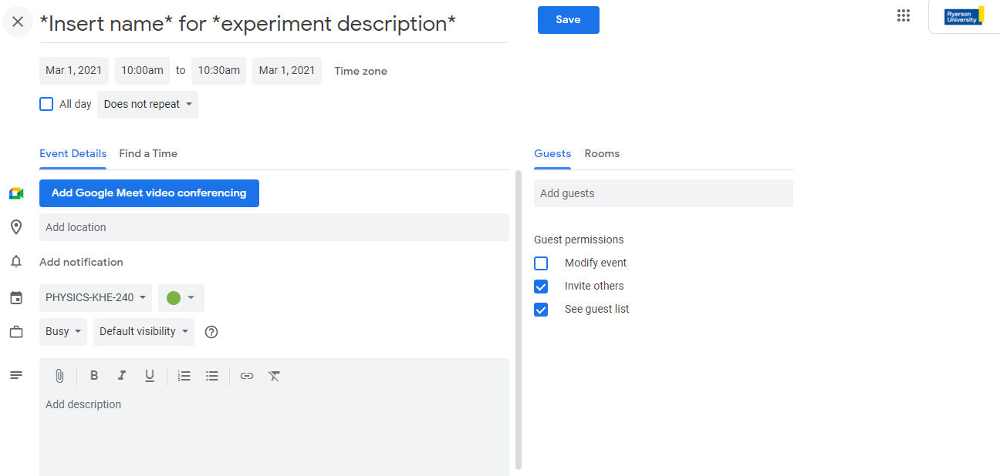 *Insert name* for *experiment description*
Save
Ryerson
University
Mar 1, 2021 10:00am to 10:30am Mar 1, 2021 Time zone
All day Does not repeat
Event Details Find a Time
Guests Rooms
Add Google Meet video conferencing
Add guests
Add location
Guest permissions
Add notification
Modify event
Invite others
PHYSICS-KHE-240
See guest list
Busy Default visibility
B I U
Add description